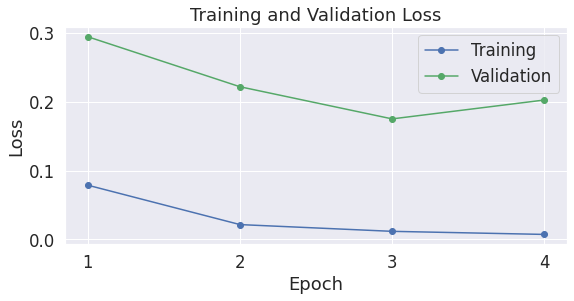 Training and Validation Loss
0.3
0.2
0.1
0.0
Loss
Training
Validation
1 2 3 4
Epoch